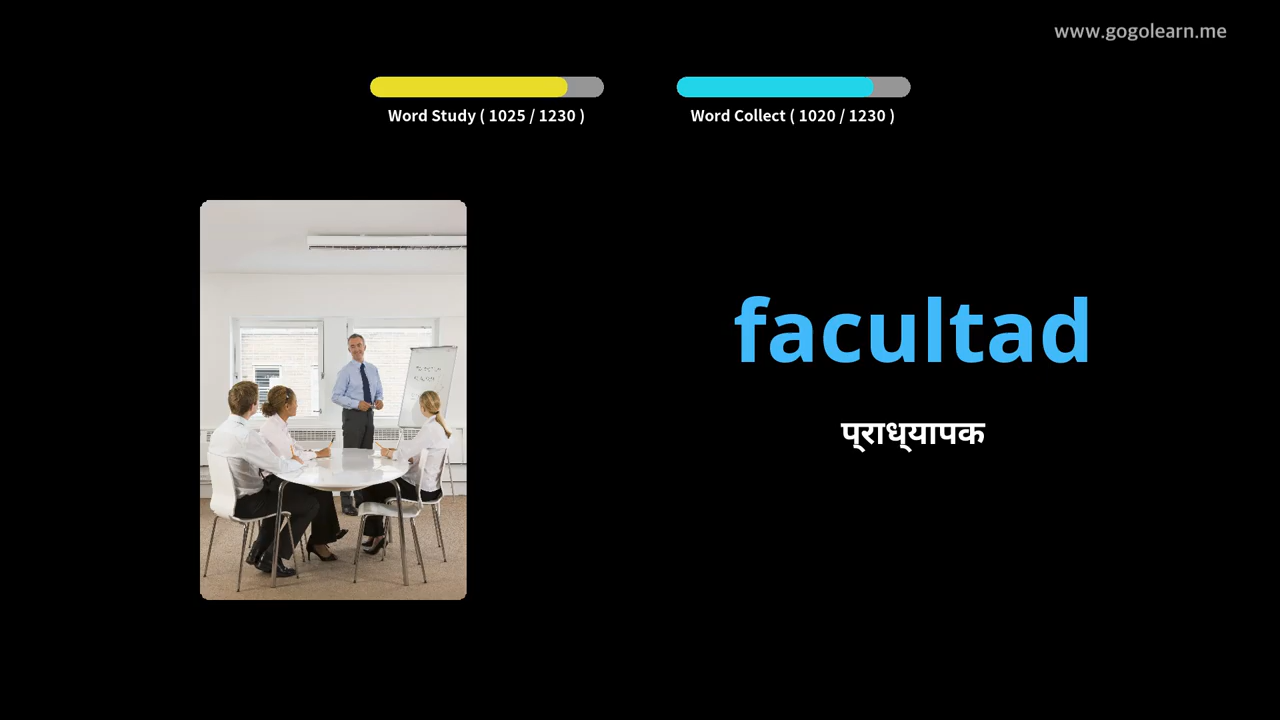 www.gogolearn.me
Word Study ( 1025 / 1230 )
Word Collect ( 1020 / 1230 )
facultad
प्राध्यापक